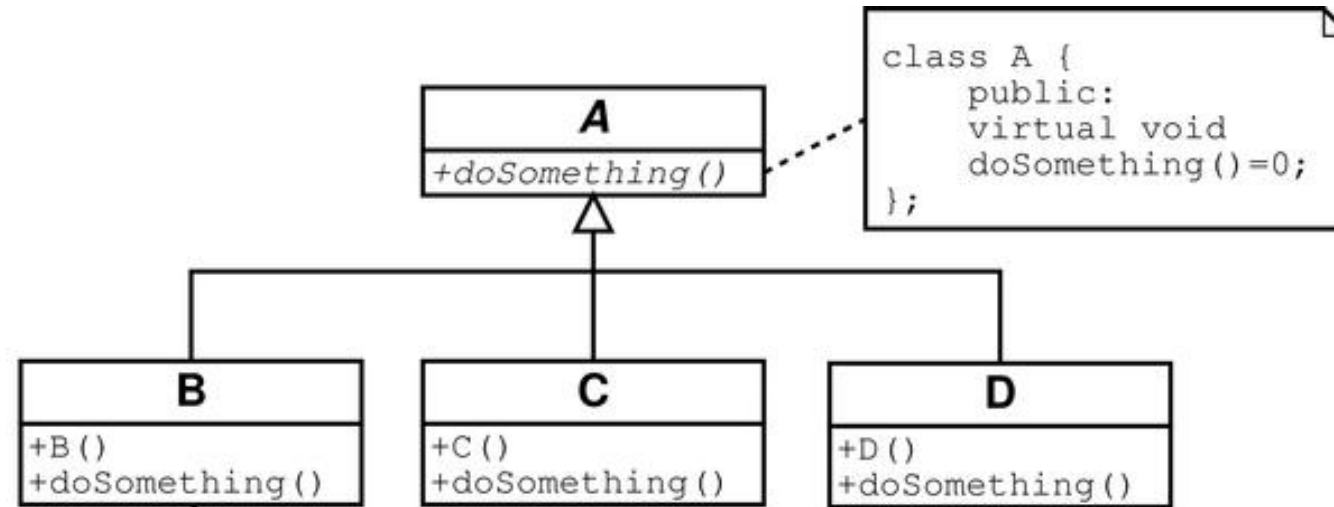 A
+doSomething()
class A {
public:
virtual void
doSomething()=0;
};
B
+B()
+doSomething()
C
+C()
+doSomething()
D
+D()
+doSomething()